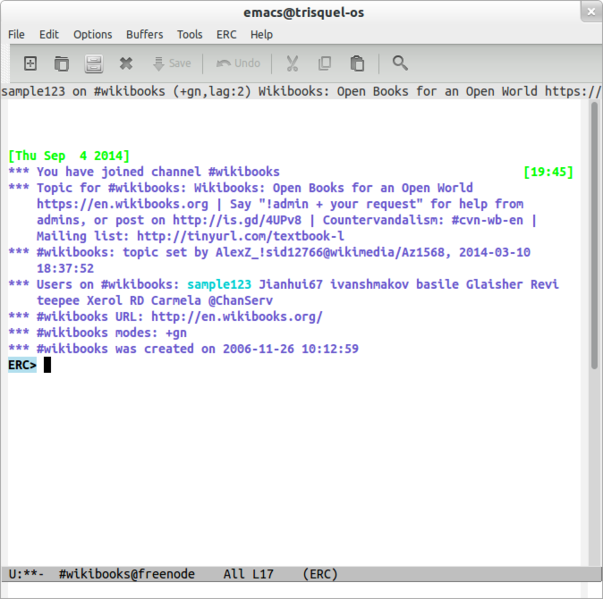 emacs@trisquel-os
File Edit Options Buffers Tools ERC Help
Save Undo
sample123 on #wikibooks (+gn,lag:2) Wikibooks: Open Books for an Open World https://
[Thu Sep  4 2014]
*** You have joined channel #wikibooks [19:45]
*** Topic for #wikibooks: Wikibooks: Open Books for an Open World
https://en.wikibooks.org | Say "!admin + your request" for help from
admins, or post on http://is.gd/4UPv8 | Countervandalism: #cvn-wb-en |
Mailing list: http://tinyurl.com/textbook-l
*** #wikibooks: topic set by AlexZ_!sid12766@wikimedia/Az1568, 2014-03-10
18:37:52
*** Users on #wikibooks: sample123 Jianhui67 ivanshmakov basile Glaisher Revi
teepee Xerol RD Carmela @ChanServ
*** #wikibooks URL: http://en.wikibooks.org/
*** #wikibooks modes: +gn
*** #wikibooks was created on 2006-11-26 10:12:59
ERC>
U:**-  #wikibooks@freenode    All L17    (ERC)